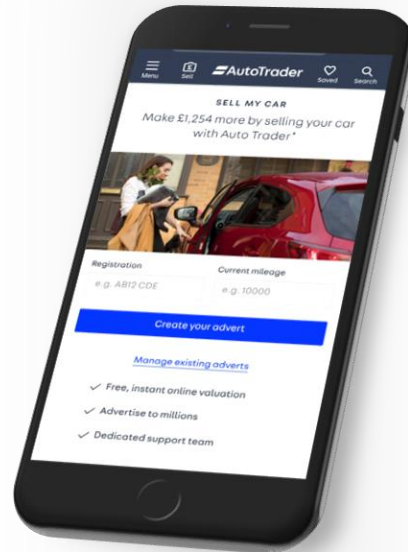 Menu
Sell
AutoTrader
Saved
Search
SELL MY CAR
Make £1,254 more by selling your car
with Auto Trader*
Registration
Current mileage
e.g. AB12 CDE
e.g. 10000
Create your advert
Manage existing adverts
Free, instant online valuation
Advertise to millions
Dedicated support team